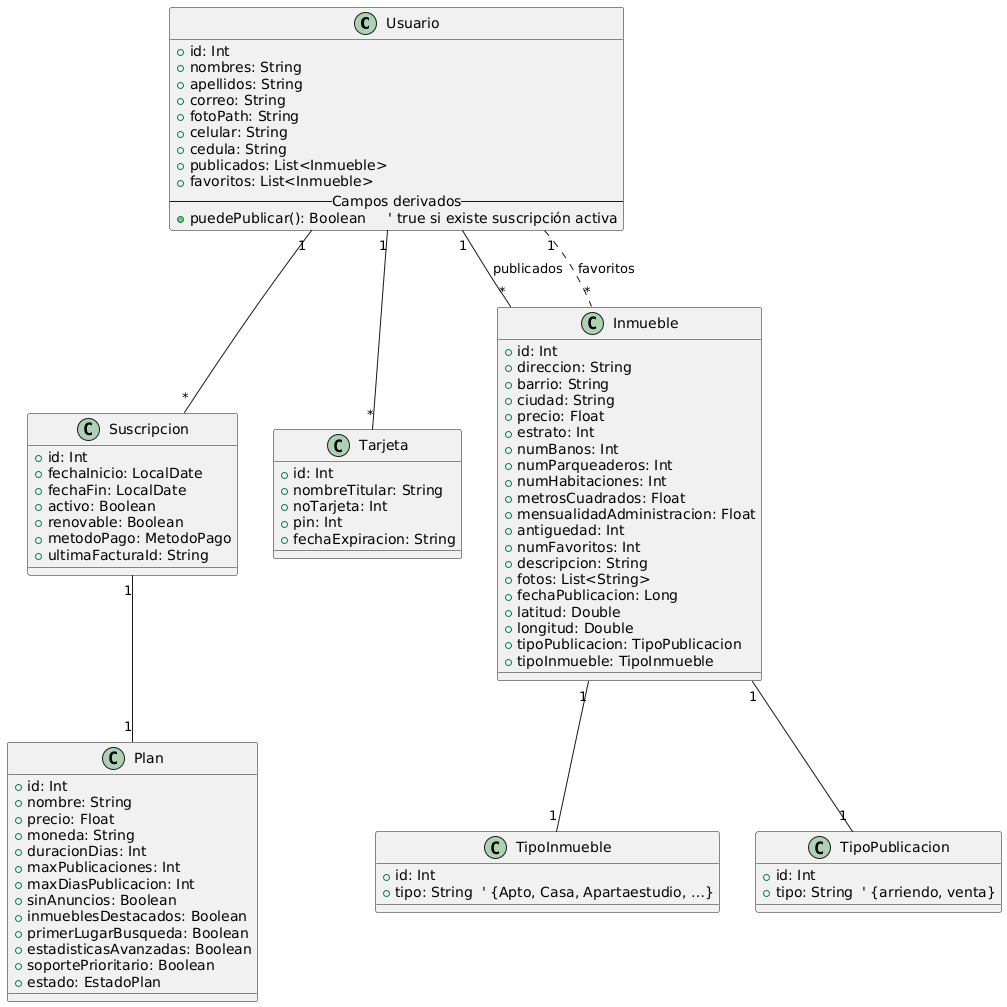 Usuario
id: Int
nombres: String
apellidos: String
correo: String
fotoPath: String
celular: String
cedula: String
publicados: List<Inmueble>
favoritos: List<Inmueble>
Campos derivados
puedePublicar(): Boolean ' true si existe suscripción activa
1
1
1
1
publicados
favoritos
*
*
*
*
Suscripcion
id: Int
fechaInicio: LocalDate
fechaFin: LocalDate
activo: Boolean
renovable: Boolean
metodoPago: MetodoPago
ultimaFacturaId: String
Tarjeta
id: Int
nombreTitular: String
noTarjeta: Int
pin: Int
fechaExpiracion: String
Inmueble
id: Int
direccion: String
barrio: String
ciudad: String
precio: Float
estrato: Int
numBanos: Int
numParqueaderos: Int
numHabitaciones: Int
metrosCuadrados: Float
mensualidadAdministracion: Float
antiguedad: Int
numFavoritos: Int
descripcion: String
fotos: List<String>
fechaPublicacion: Long
latitud: Double
longitud: Double
tipoPublicacion: TipoPublicacion
tipoInmueble: TipoInmueble
1
1
1
1
1
1
Plan
id: Int
nombre: String
precio: Float
moneda: String
duracionDias: Int
maxPublicaciones: Int
maxDiasPublicacion: Int
sinAnuncios: Boolean
inmueblesDestacados: Boolean
primerLugarBusqueda: Boolean
estadisticasAvanzadas: Boolean
soportePrioritario: Boolean
estado: EstadoPlan
TipoInmueble
id: Int
tipo: String ' {Apto, Casa, Apartaestudio, ...}
TipoPublicacion
id: Int
tipo: String ' {arriendo, venta}